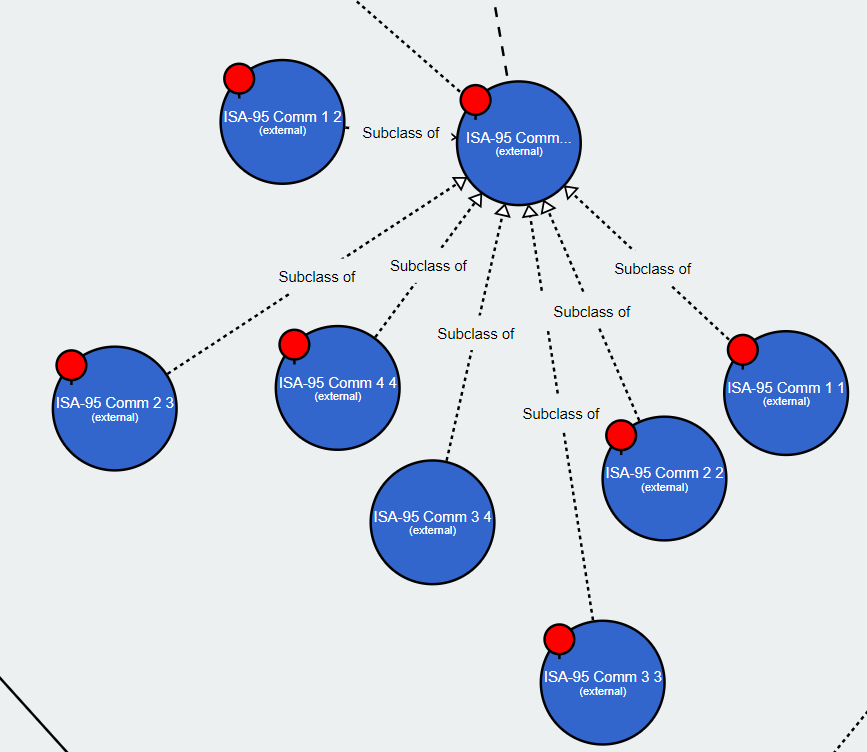 ISA-95 Comm 1 2
(external)
Subclass of
ISA-95 Comm...
(external)
Subclass of
Subclass of
Subclass of
Subclass of
Subclass of
Subclass of
ISA-95 Comm 2 3
(external)
ISA-95 Comm 4 4
(external)
ISA-95 Comm 1 1
(external)
ISA-95 Comm 2 2
(external)
ISA-95 Comm 3 4
(external)
ISA-95 Comm 3 3
(external)